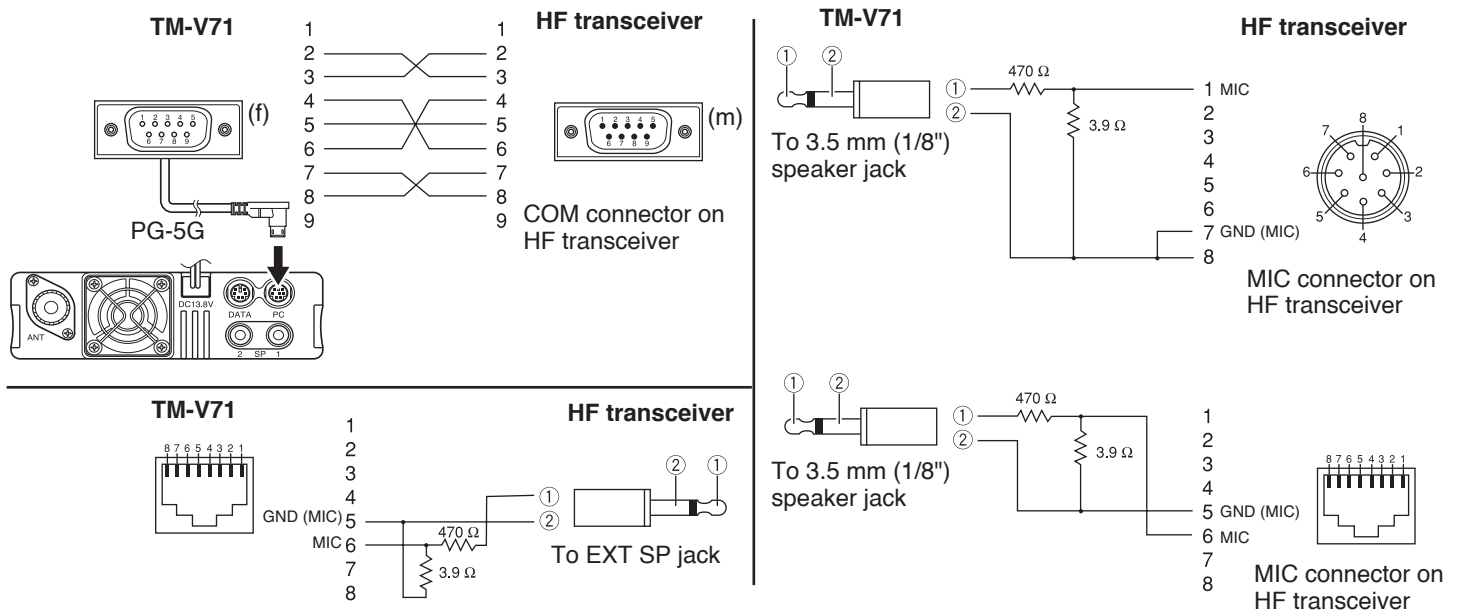 TM-V71
HF transceiver
1 1
2 2
3 3
4 4
5 5
6 6
7 7
8 8
9 9
1 2 3 4 5
6 7 8 9
(f)
1 2 3 4 5
6 7 8 9
(m)
PG-5G
COM connector on
HF transceiver
DC13.8V
ANT
DATA PC
2 SP 1
TM-V71
HF transceiver
8 7 6 5 4 3 2 1
1
2
3
4
GND (MIC) 5
MIC 6
7
8
470 Ω
3.9 Ω
①
②
② ①
To EXT SP jack
TM-V71
HF transceiver
① ②
To 3.5 mm (1/8")
speaker jack
①
②
470 Ω
3.9 Ω
1 MIC
2
3
4
5
6
7 GND (MIC)
8
8
7 1
6 2
5 3
4
MIC connector on
HF transceiver
① ②
To 3.5 mm (1/8")
speaker jack
①
②
470 Ω
3.9 Ω
1
2
3
4
5 GND (MIC)
6 MIC
7
8
8 7 6 5 4 3 2 1
MIC connector on
HF transceiver